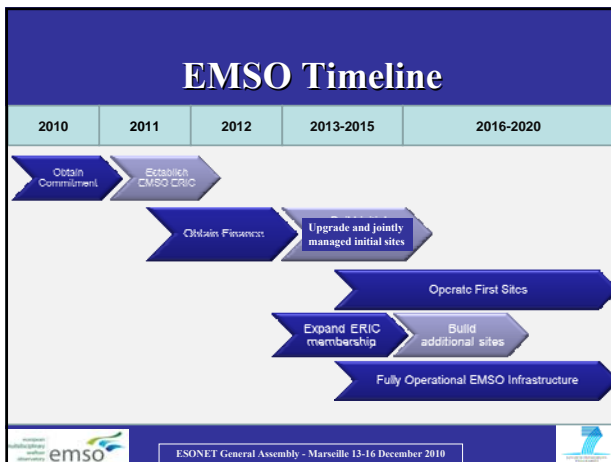 EMSO Timeline
2010
2011
2012
2013-2015
2016-2020
Obtain
Commitment
Establish
EMSO ERIC
Obtain Finance
Upgrade and jointly
managed initial sites
Operate First Sites
Expand ERIC
membership
Build
additional sites
Fully Operational EMSO Infrastructure
emso
ESONET General Assembly - Marseille 13-16 December 2010